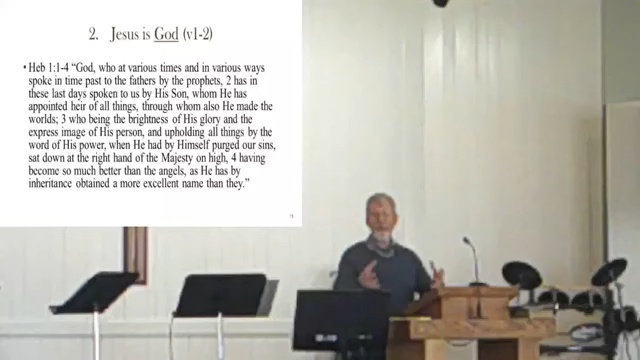 2. Jesus is God (v1-2)
• Heb 1:1-4 “God, who at various times and in various ways
spoke in time past to the fathers by the prophets, 2 has in
these last days spoken to us by His Son, whom He has
appointed heir of all things, through whom also He made the
worlds; 3 who being the brightness of His glory and the
express image of His person, and upholding all things by the
word of His power, when He had by Himself purged our sins,
sat down at the right hand of the Majesty on high, 4 having
become so much better than the angels, as He has by
inheritance obtained a more excellent name than they.”